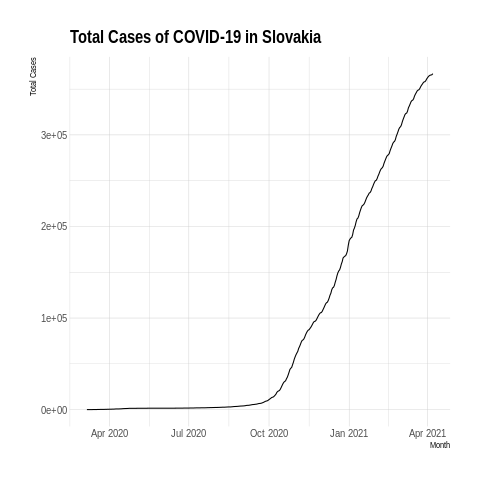 Total Cases of COVID-19 in Slovakia
Total Cases
3e+05
2e+05
1e+05
0e+00
Apr 2020 Jul 2020 Oct 2020 Jan 2021 Apr 2021
Month